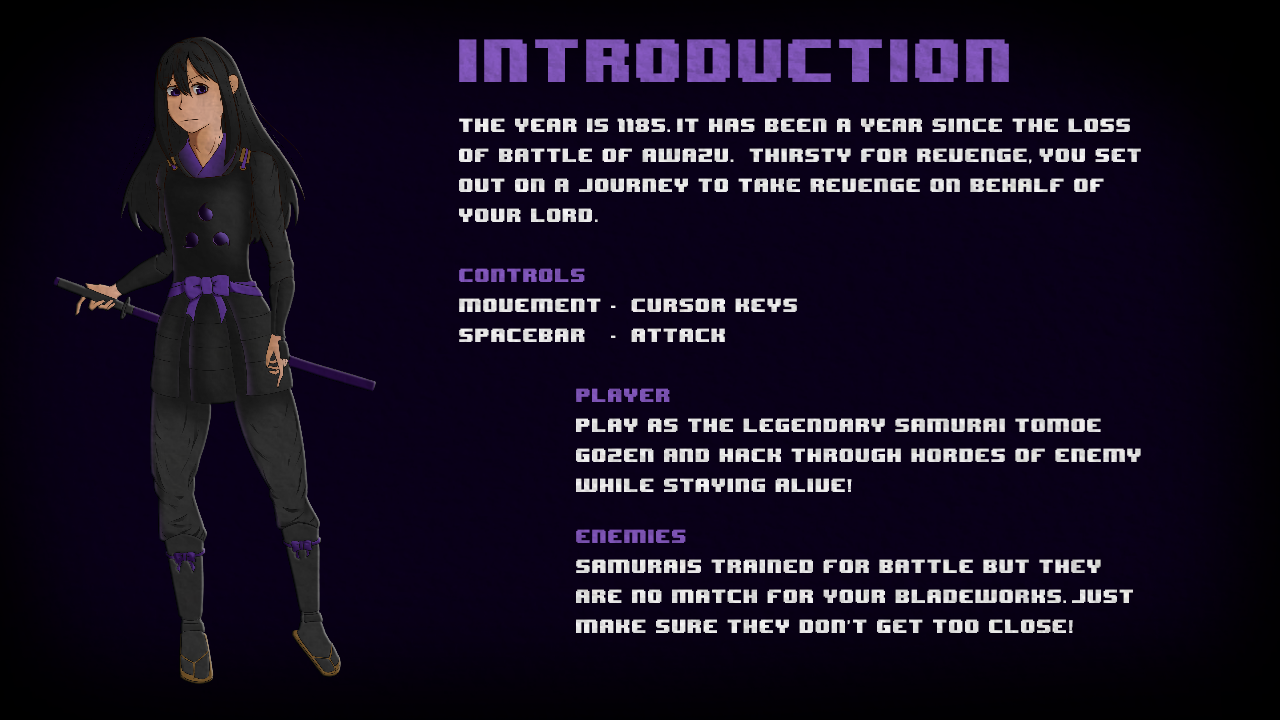 INTRODUCTION
THE YEAR IS 1185. IT HAS BEEN A YEAR SINCE THE LOSS
OF BATTLE OF AWAZU. THIRSTY FOR REVENGE, YOU SET
OUT ON A JOURNEY TO TAKE REVENGE ON BEHALF OF
YOUR LORD.
CONTROLS
MOVEMENT - CURSOR KEYS
SPACEBAR - ATTACK
PLAYER
PLAY AS THE LEGENDARY SAMURAI TOMOE
GOZEN AND HACK THROUGH HORDES OF ENEMY
WHILE STAYING ALIVE!
ENEMIES
SAMURAIS TRAINED FOR BATTLE BUT THEY
ARE NO MATCH FOR YOUR BLADEWORKS. JUST
MAKE SURE THEY DON'T GET TOO CLOSE!